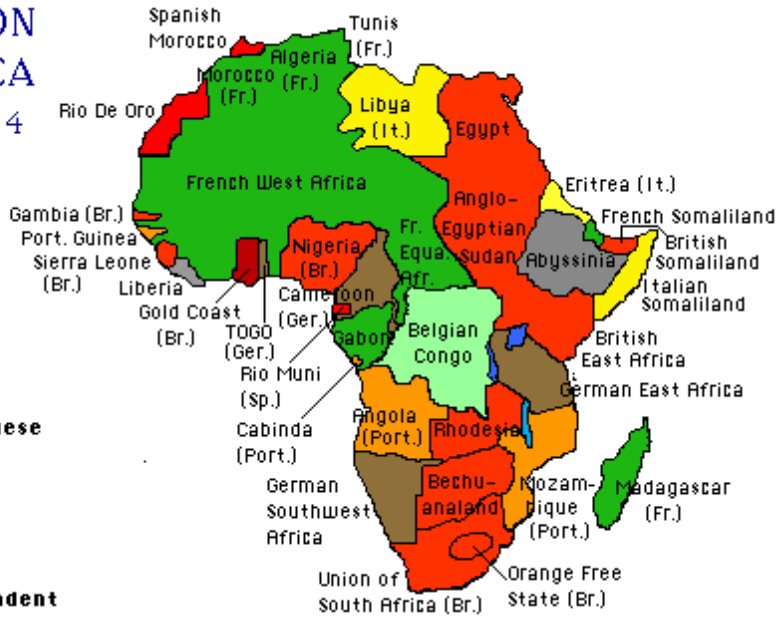 ON
CA
4
Spanish
Morocco
Tunis
(Fr.)
Morocco
(Fr.)
Algeria
(Fr.)
Rio De Oro
Libya
(It.)
Egypt
French West Africa
Eritrea (It.)
Anglo-
Egyptian
Sudan
French Somaliland
Gambia (Br.)
Port. Guinea
Sierra Leone
(Br.)
Liberia
Gold Coast
(Br.)
TOGO
(Ger.)
Nigeria
(Br.)
Fr.
Equa.
Afr.
Abyssinia
British
Somaliland
Italian
Somaliland
Cameroon
(Ger.)
Gabon
Rio Muni
(Sp.)
Belgian
Congo
British
East Africa
German East Africa
Cabinda
(Port.)
Angola
(Port.)
Rhodesia
German
Southwest
Africa
Bechu-
analand
Mozam-
bique
(Port.)
Madagascar
(Fr.)
Union of
South Africa (Br.)
Orange Free
State (Br.)
ese
dent